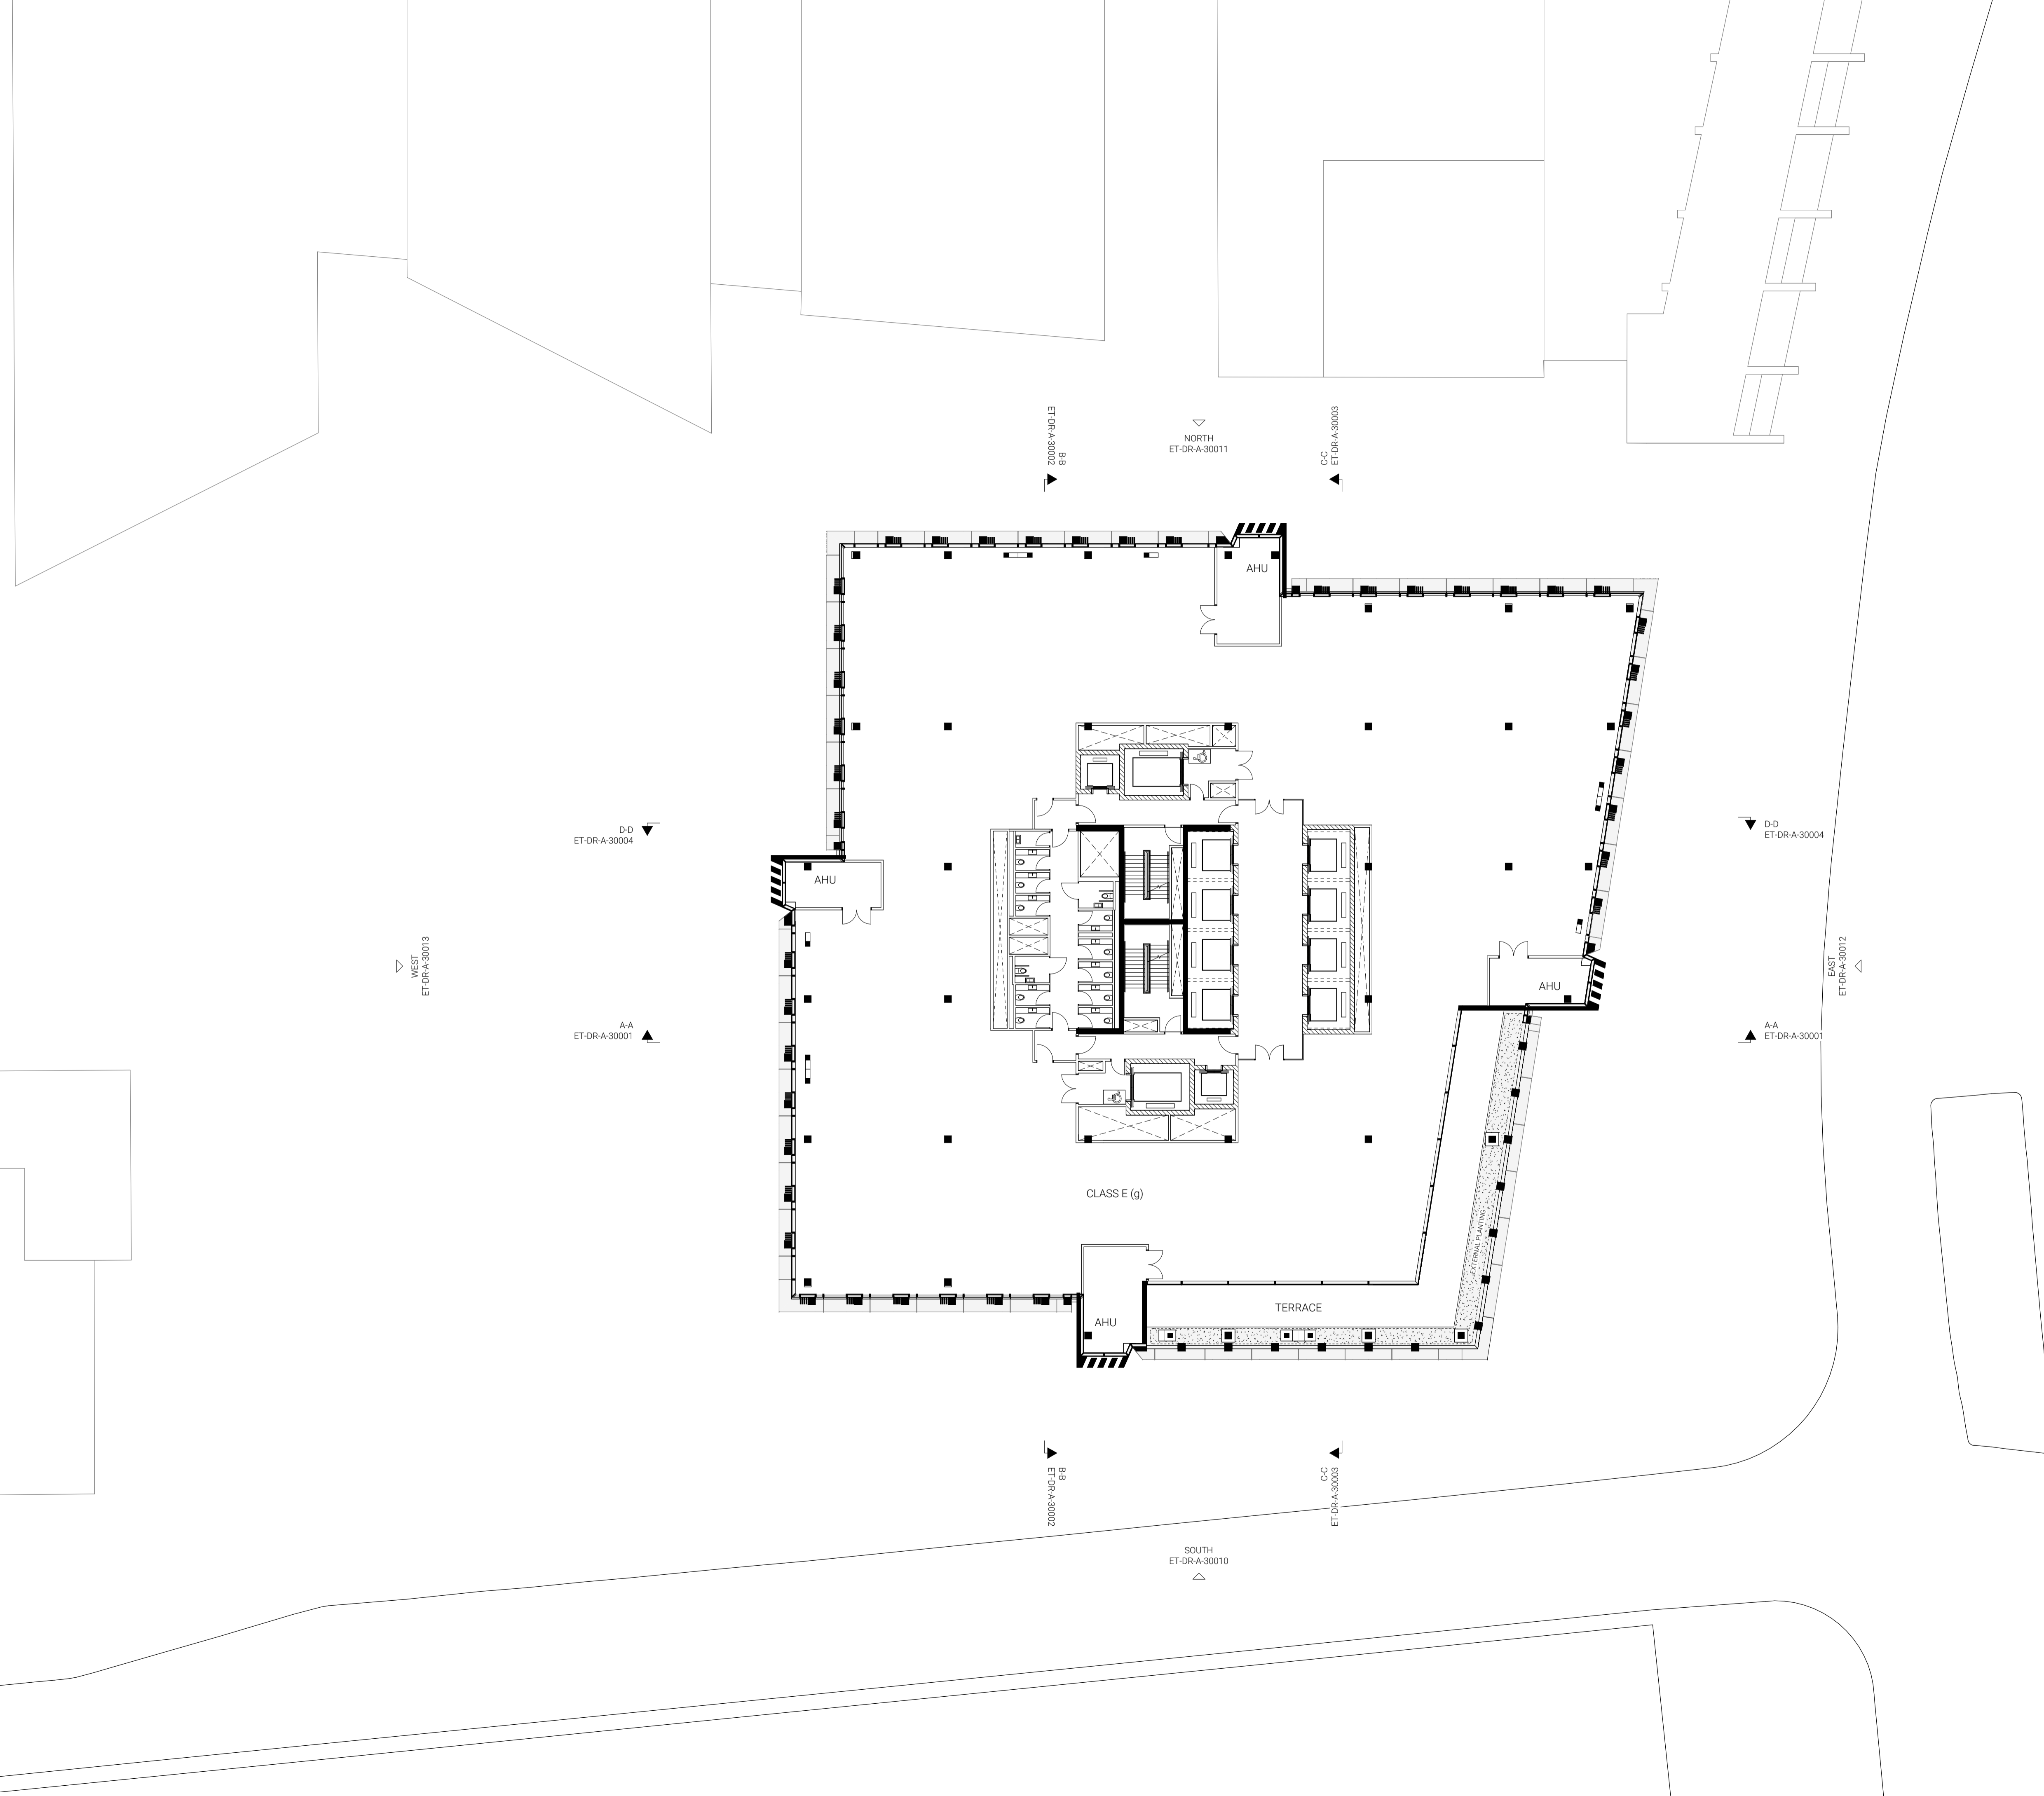 ET-DR-A-30002
B-B
NORTH
ET-DR-A-30011
C-C
ET-DR-A-30003
AHU
D-D
ET-DR-A-30004
D-D
ET-DR-A-30004
AHU
WEST
ET-DR-A-30013
EAST
ET-DR-A-30012
AHU
A-A
ET-DR-A-30001
A-A
ET-DR-A-30001
CLASS E (g)
EXTERNAL PLANTING
TERRACE
AHU
B-B
ET-DR-A-30002
C-C
ET-DR-A-30003
SOUTH
ET-DR-A-30010